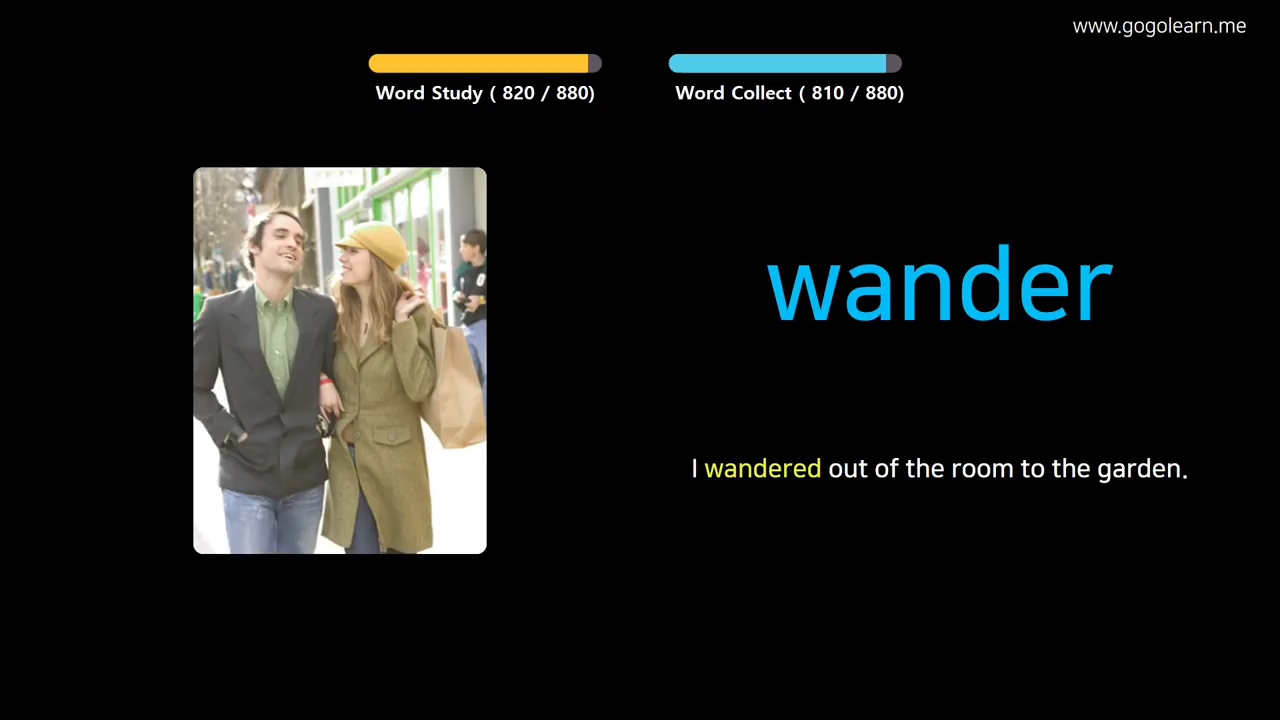 www.gogolearn.me
Word Study ( 820 / 880)
Word Collect ( 810 / 880)
wander
I wandered out of the room to the garden.